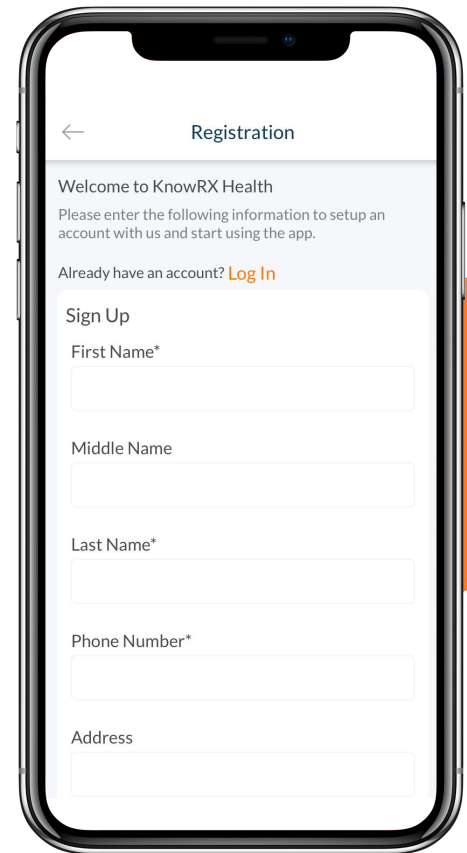 Registration
Welcome to KnowRX Health
Please enter the following information to setup an
account with us and start using the app.
Already have an account? Log In
Sign Up
First Name*
Middle Name
Last Name*
Phone Number*
Address